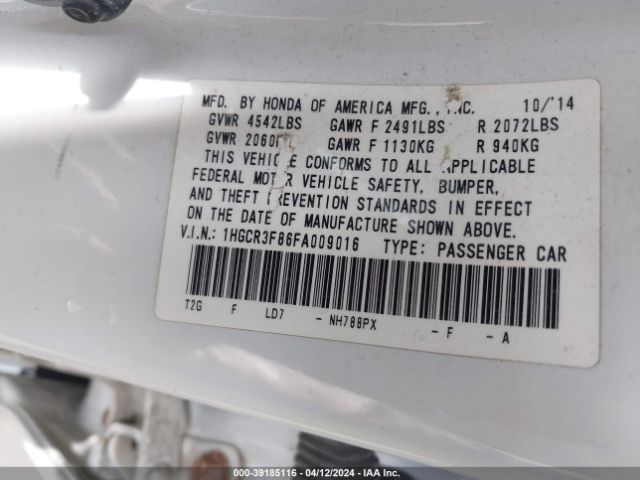 MFD. BY HONDA OF AMERICA MFG., INC. 10/'14
GVWR 4542LBS GAWR F 2491LBS R 2072LBS
GVWR 2060 GAWR F 1130KG R 940KG
THIS VEHICLE CONFORMS TO ALL APPLICABLE
FEDERAL MOTOR VEHICLE SAFETY, BUMPER,
AND THEFT PREVENTION STANDARDS IN EFFECT
ON THE DATE OF MANUFACTURE SHOWN ABOVE.
V.I.N.: 1HGCR3F86FA009016 TYPE: PASSENGER CAR
T2G F LD7 - NH788PX - F - A
000-39185116 - 04/12/2024 - IAA Inc.